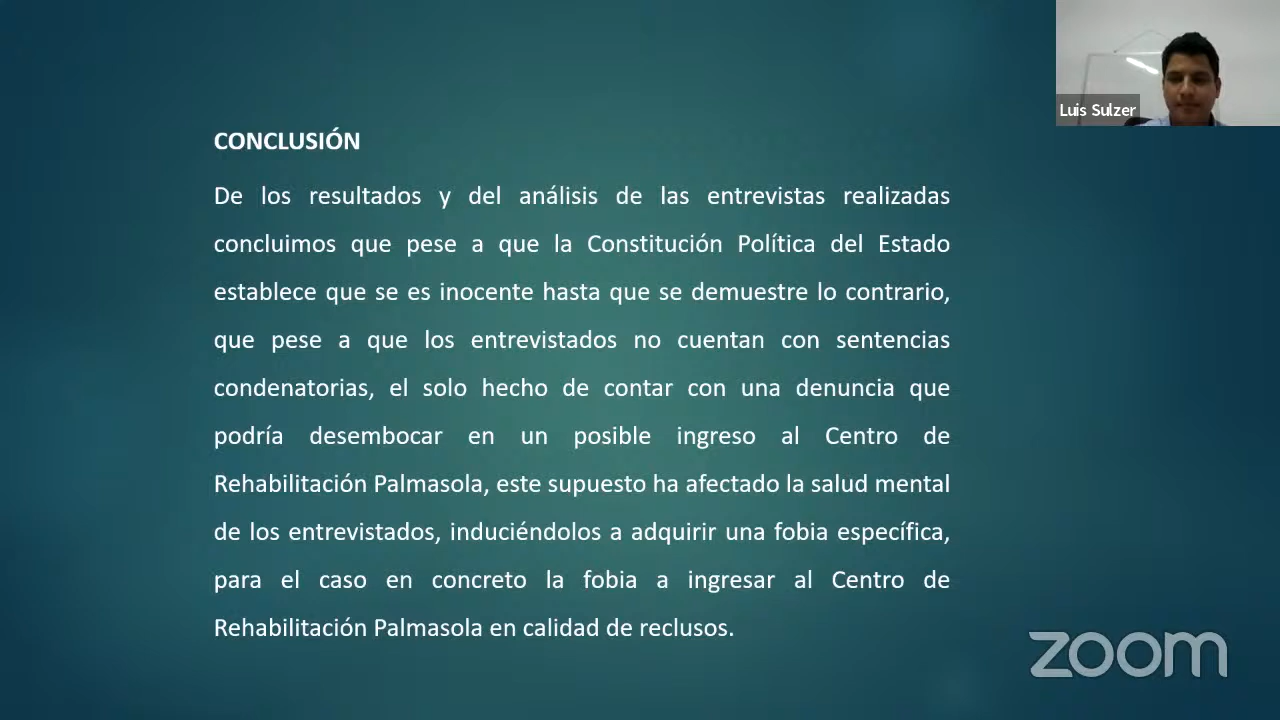 Luis Sulzer
CONCLUSIÓN
De los resultados y del análisis de las entrevistas realizadas
concluimos que pese a que la Constitución Política del Estado
establece que se es inocente hasta que se demuestre lo contrario,
que pese a que los entrevistados no cuentan con sentencias
condenatorias, el solo hecho de contar con una denuncia que
podría desembocar en un posible ingreso al Centro de
Rehabilitación Palmasola, este supuesto ha afectado la salud mental
de los entrevistados, induciéndolos a adquirir una fobia específica,
para el caso en concreto la fobia a ingresar al Centro de
Rehabilitación Palmasola en calidad de reclusos.
zoom